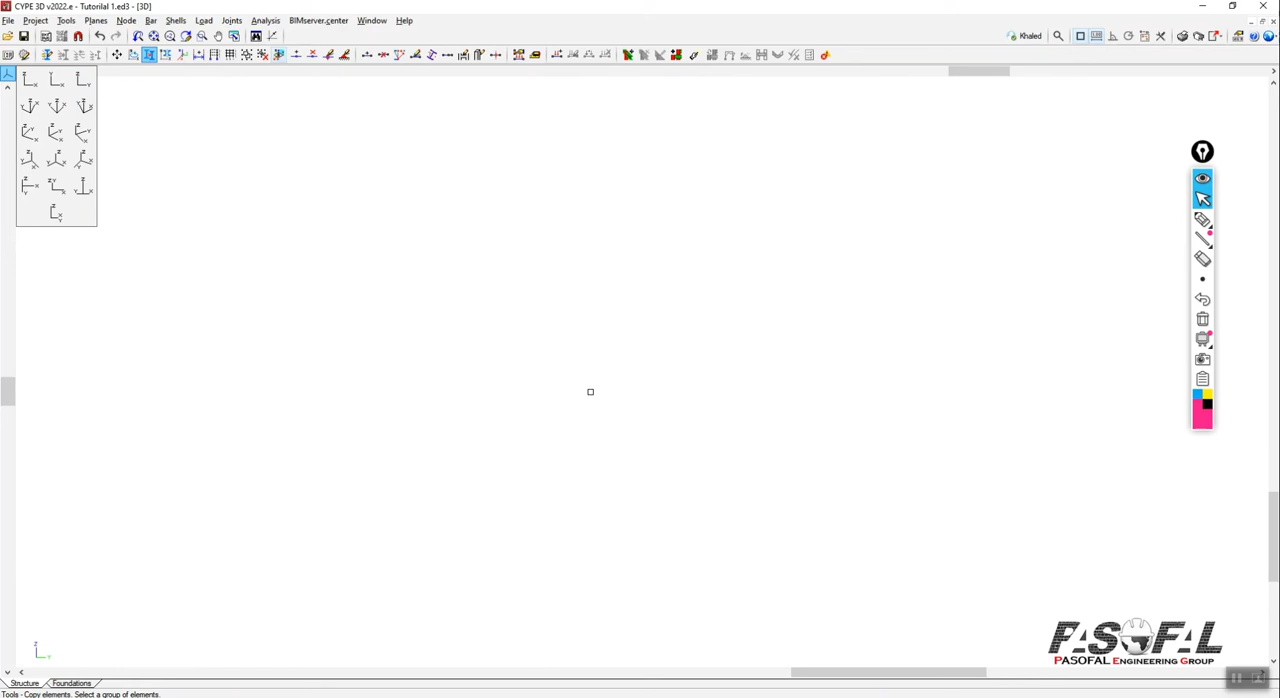 CYPE 3D v2022.e - Tutorilal 1.ed3 - [3D]
File Project Tools Planes Node Bar Shells Load Joints Analysis BIMserver.center Window Help
Khaled
PASOFAL
PASOFAL ENGINEERING GROUP
Structure Foundations
Tools - Copy elements. Select a group of elements.